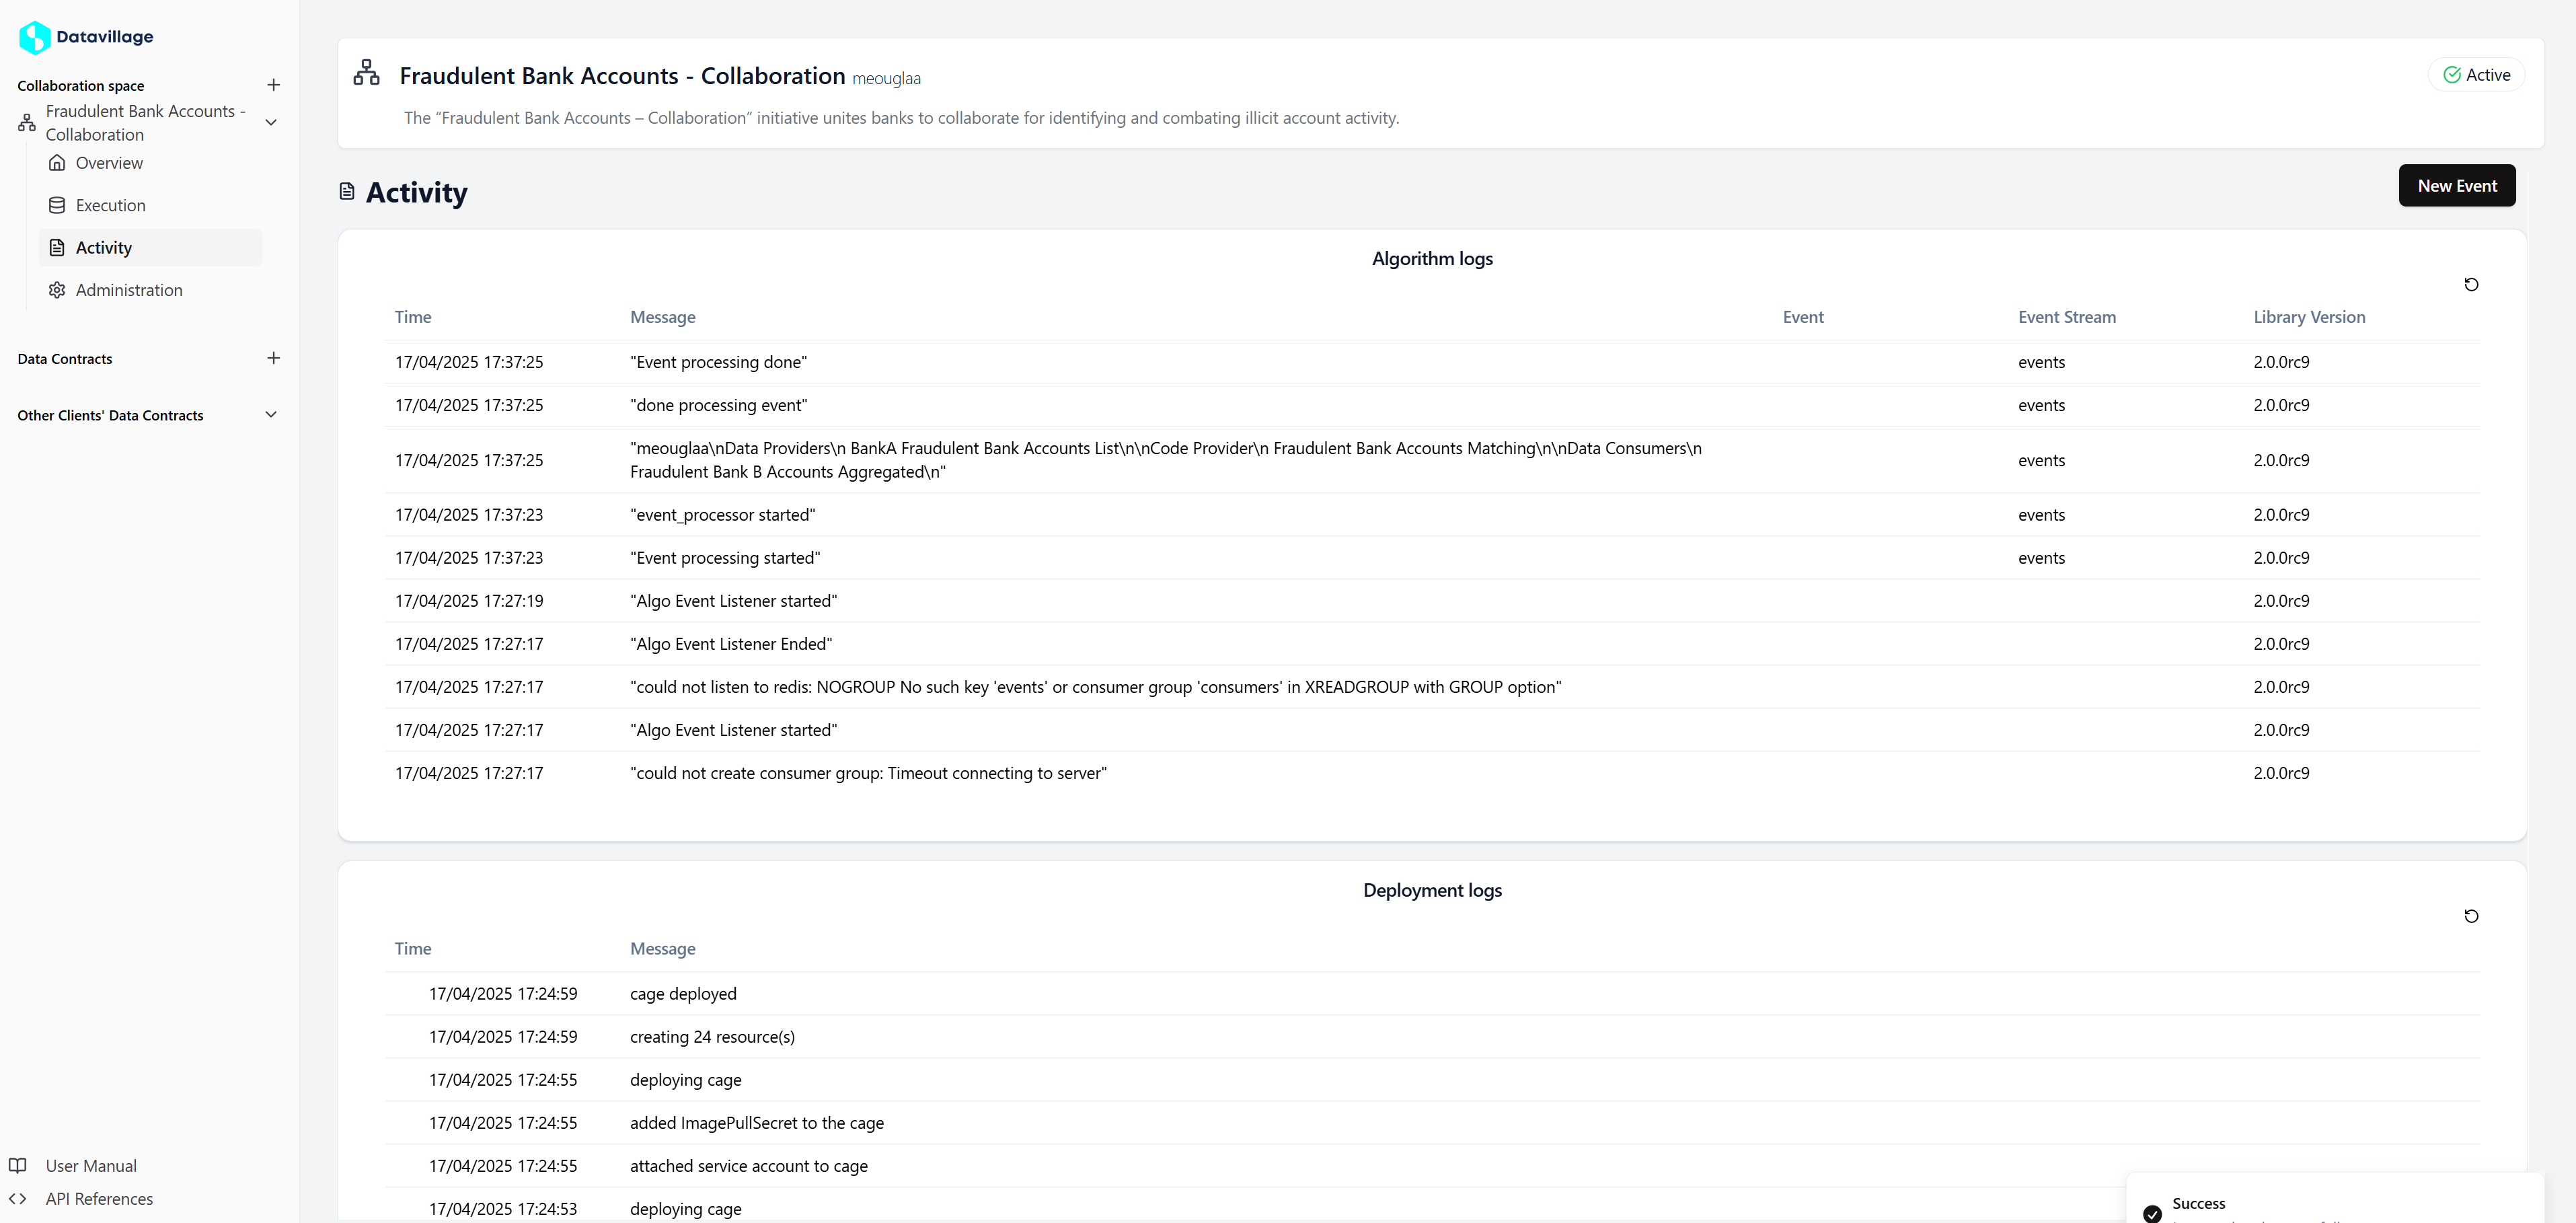 Datavillage
Collaboration space
Fraudulent Bank Accounts -
Collaboration
Overview
Execution
Activity
Administration
Data Contracts
Other Clients' Data Contracts
User Manual
API References
Fraudulent Bank Accounts - Collaboration meouglaa
Active
The “Fraudulent Bank Accounts – Collaboration” initiative unites banks to collaborate for identifying and combating illicit account activity.
Activity
New Event
Algorithm logs
Time Message Event Event Stream Library Version
17/04/2025 17:37:25 "Event processing done" events 2.0.0rc9
17/04/2025 17:37:25 "done processing event" events 2.0.0rc9
17/04/2025 17:37:25 "meouglaa\nData Providers\n BankA Fraudulent Bank Accounts List\n\nCode Provider\n Fraudulent Bank Accounts Matching\n\nData Consumers\n
Fraudulent Bank B Accounts Aggregated\n" events 2.0.0rc9
17/04/2025 17:37:23 "event_processor started" events 2.0.0rc9
17/04/2025 17:37:23 "Event processing started" events 2.0.0rc9
17/04/2025 17:27:19 "Algo Event Listener started" 2.0.0rc9
17/04/2025 17:27:17 "Algo Event Listener Ended" 2.0.0rc9
17/04/2025 17:27:17 "could not listen to redis: NOGROUP No such key 'events' or consumer group 'consumers' in XREADGROUP with GROUP option" 2.0.0rc9
17/04/2025 17:27:17 "Algo Event Listener started" 2.0.0rc9
17/04/2025 17:27:17 "could not create consumer group: Timeout connecting to server" 2.0.0rc9
Deployment logs
Time Message
17/04/2025 17:24:59 cage deployed
17/04/2025 17:24:59 creating 24 resource(s)
17/04/2025 17:24:55 deploying cage
17/04/2025 17:24:55 added ImagePullSecret to the cage
17/04/2025 17:24:55 attached service account to cage
17/04/2025 17:24:53 deploying cage
Success